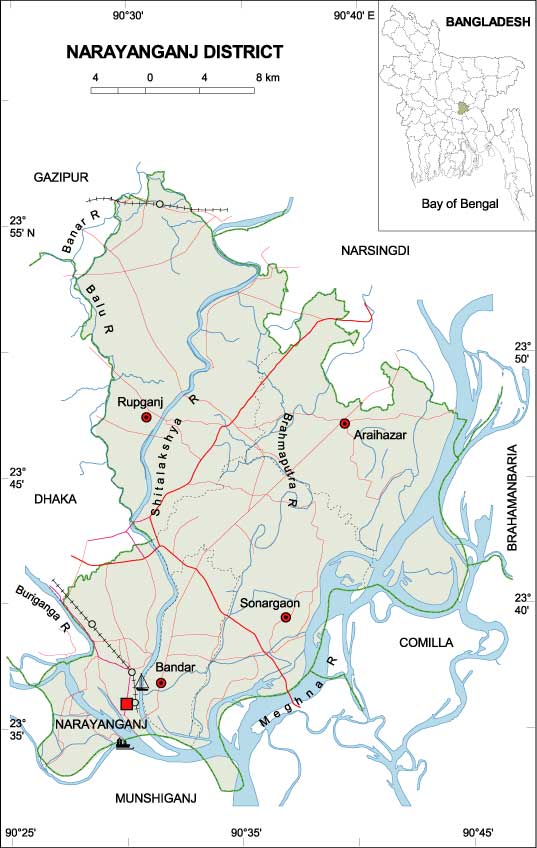 90°30'
90°40' E
NARAYANGANJ DISTRICT
4 0 4 8 km
BANGLADESH
Bay of Bengal
GAZIPUR
23°
55' N
Banar R
NARSINGDI
Balu R
23°
50'
Rupganj
Shitalakshya R
Brahmaputra R
Araihazar
23°
45'
DHAKA
BRAHAMANBARIA
Buriganga R
Sonargaon
23°
40'
COMILLA
Bandar
Meghna R
NARAYANGANJ
23°
35'
MUNSHIGANJ
90°25'
90°35'
90°45'